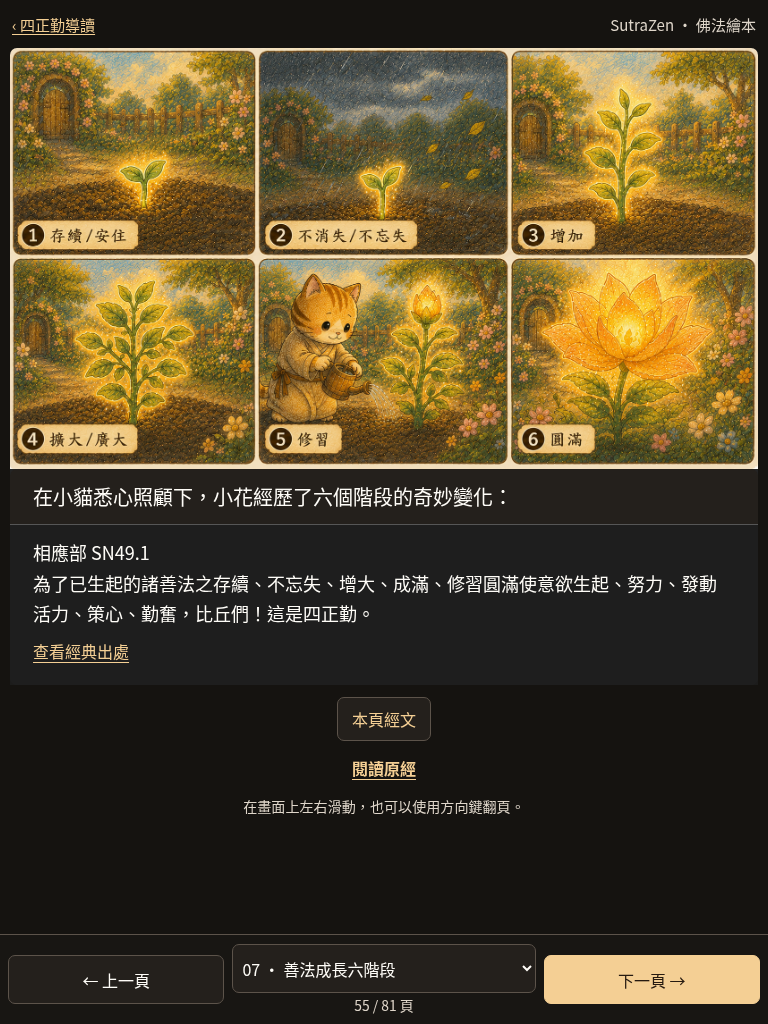 ‹ 四正勤導讀
SutraZen ・ 佛法繪本
1 存續/安住
2 不消失/不忘失
3 增加
4 擴大/廣大
5 修習
6 圓滿
在小貓悉心照顧下，小花經歷了六個階段的奇妙變化：
相應部 SN49.1
為了已生起的諸善法之存續、不忘失、增大、成滿、修習圓滿使意欲生起、努力、發動
活力、策心、勤奮，比丘們！這是四正勤。
查看經典出處
本頁經文
閱讀原經
在畫面上左右滑動，也可以使用方向鍵翻頁。
← 上一頁
07 ・ 善法成長六階段
下一頁 →
55 / 81 頁